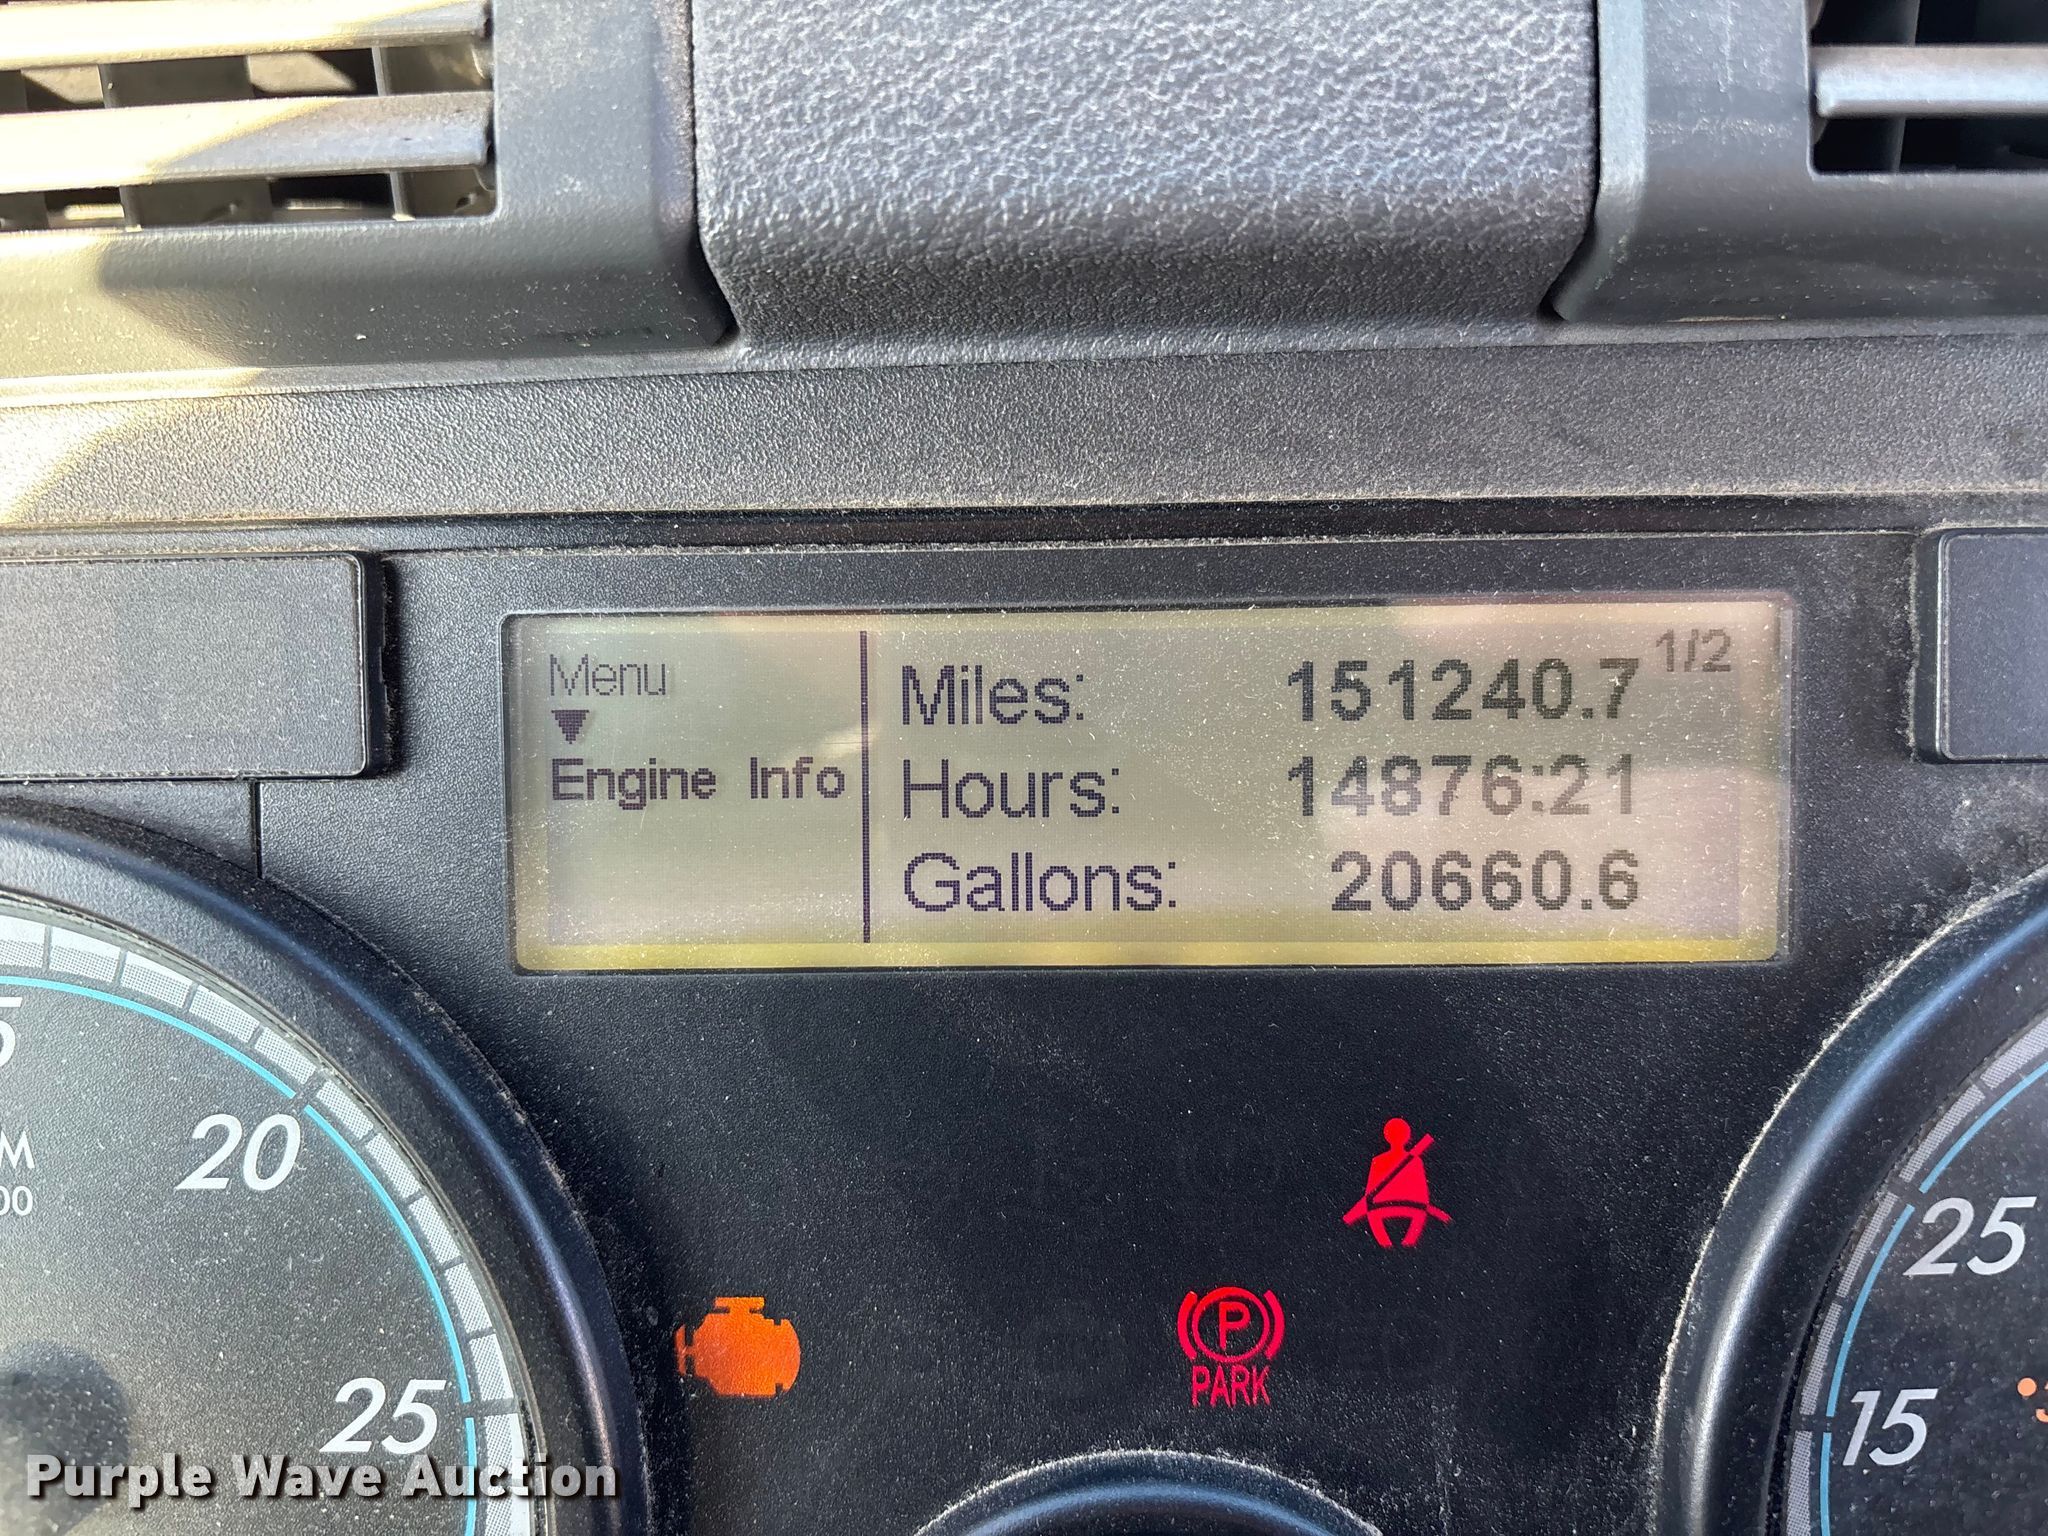 Menu
Engine Info
Miles: 151240.7 1/2
Hours: 14876:21
Gallons: 20660.6
20
25
25
15
P
PARK
Purple Wave Auction